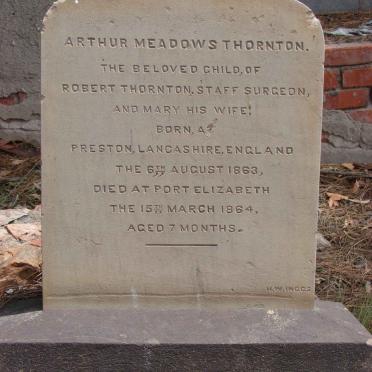 ARTHUR MEADOWS THORNTON.
THE BELOVED CHILD, OF
ROBERT THORNTON, STAFF SURGEON,
AND MARY HIS WIFE.
BORN, AT
PRESTON, LANCASHIRE, ENGLAND
THE 6TH AUGUST 1863,
DIED AT PORT ELIZABETH
THE 15TH MARCH 1864,
AGED 7 MONTHS.